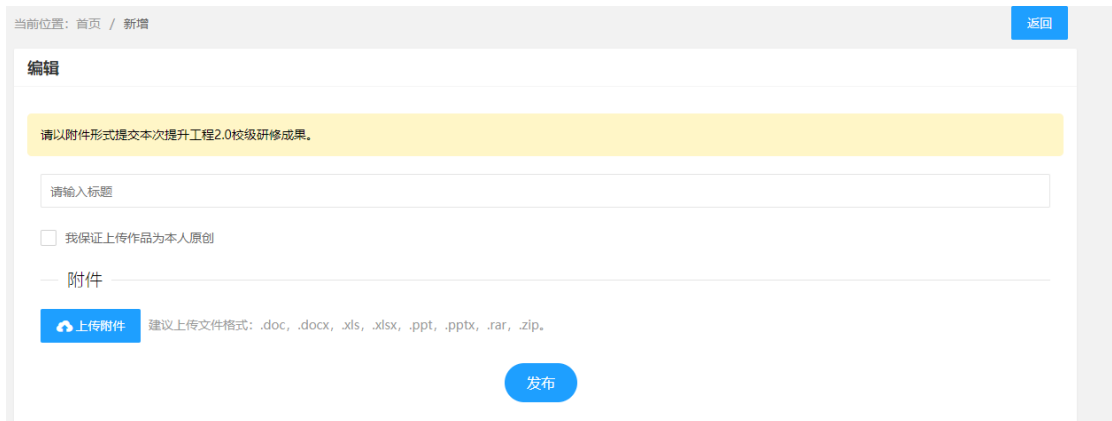 当前位置：首页 / 新增
返回
编辑
请以附件形式提交本次提升工程2.0校级研修成果。
请输入标题
我保证上传作品为本人原创
附件
上传附件 建议上传文件格式：.doc，.docx，.xls，.xlsx，.ppt，.pptx，.rar，.zip。
发布